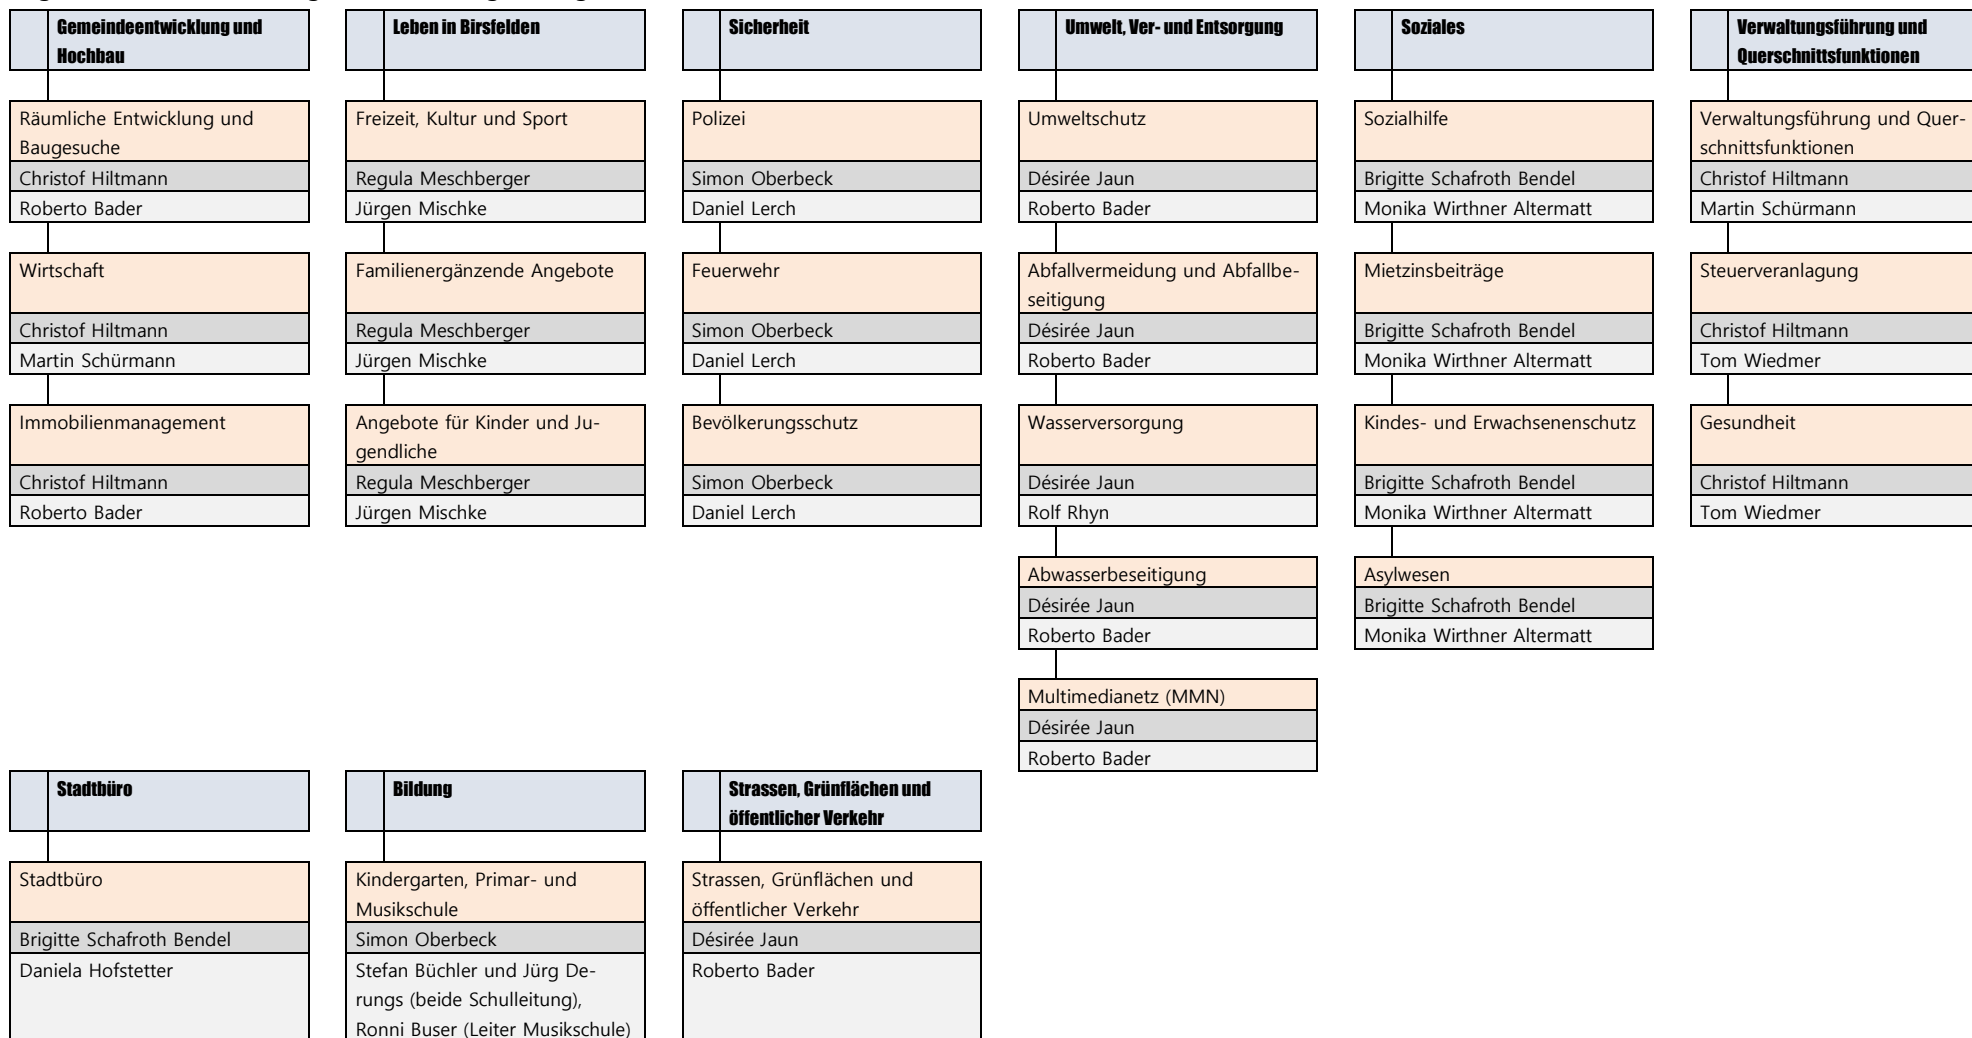 Gemeindeentwicklung und
Hochbau
Räumliche Entwicklung und
Baugesuche
Christof Hiltmann
Roberto Bader
Wirtschaft
Christof Hiltmann
Martin Schürmann
Immobilienmanagement
Christof Hiltmann
Roberto Bader
Leben in Birsfelden
Freizeit, Kultur und Sport
Regula Meschberger
Jürgen Mischke
Familienergänzende Angebote
Regula Meschberger
Jürgen Mischke
Angebote für Kinder und Ju-
gendliche
Regula Meschberger
Jürgen Mischke
Sicherheit
Polizei
Simon Oberbeck
Daniel Lerch
Feuerwehr
Simon Oberbeck
Daniel Lerch
Bevölkerungsschutz
Simon Oberbeck
Daniel Lerch
Umwelt, Ver- und Entsorgung
Umweltschutz
Désirée Jaun
Roberto Bader
Abfallvermeidung und Abfallbe-
seitigung
Désirée Jaun
Roberto Bader
Wasserversorgung
Désirée Jaun
Rolf Rhyn
Abwasserbeseitigung
Désirée Jaun
Roberto Bader
Multimedianetz (MMN)
Désirée Jaun
Roberto Bader
Soziales
Sozialhilfe
Brigitte Schafroth Bendel
Monika Wirthner Altermatt
Mietzinsbeiträge
Brigitte Schafroth Bendel
Monika Wirthner Altermatt
Kindes- und Erwachsenenschutz
Brigitte Schafroth Bendel
Monika Wirthner Altermatt
Asylwesen
Brigitte Schafroth Bendel
Monika Wirthner Altermatt
Verwaltungsführung und
Querschnittsfunktionen
Verwaltungsführung und Quer-
schnittsfunktionen
Christof Hiltmann
Martin Schürmann
Steuerveranlagung
Christof Hiltmann
Tom Wiedmer
Gesundheit
Christof Hiltmann
Tom Wiedmer
Stadtbüro
Stadtbüro
Brigitte Schafroth Bendel
Daniela Hofstetter
Bildung
Kindergarten, Primar- und
Musikschule
Simon Oberbeck
Stefan Büchler und Jürg De-
rungs (beide Schulleitung),
Ronni Buser (Leiter Musikschule)
Strassen, Grünflächen und
öffentlicher Verkehr
Strassen, Grünflächen und
öffentlicher Verkehr
Désirée Jaun
Roberto Bader